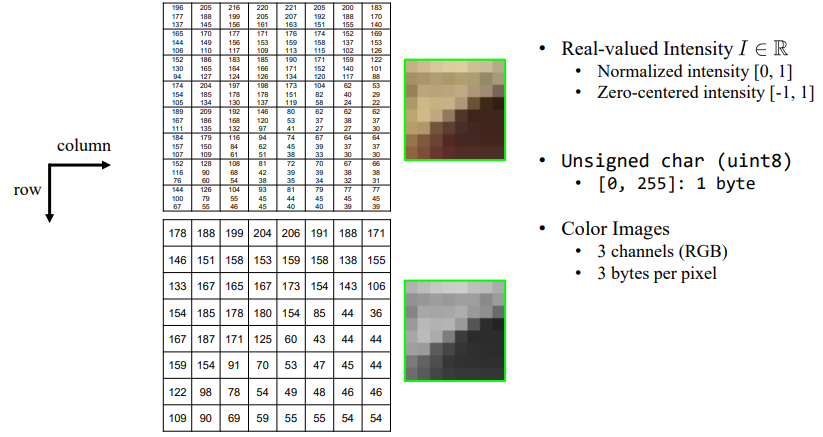 196 205 216 220 221 205 200 183
177 188 199 205 207 192 188 170
137 145 156 161 163 151 155 140
165 170 177 171 176 174 152 169
144 149 156 153 159 158 137 153
106 110 117 109 113 115 102 126
152 186 183 185 190 171 159 122
130 165 164 166 171 152 140 101
94 127 124 126 134 120 117 88
174 204 197 198 173 104 62 53
154 185 178 178 151 82 40 29
105 134 130 137 119 58 24 22
189 209 192 146 80 62 62 62
167 186 168 120 53 37 38 37
111 135 132 97 41 27 27 30
184 179 116 94 74 67 64 64
157 150 84 62 45 39 37 37
107 109 61 51 38 33 30 30
152 128 108 81 72 70 67 66
116 90 68 42 39 39 38 38
76 60 54 38 35 34 32 31
144 126 104 93 81 79 77 77
100 79 55 45 44 45 45 45
67 55 46 45 40 40 39 39
column
row
178 188 199 204 206 191 188 171
146 151 158 153 159 158 138 155
133 167 165 167 173 154 143 106
154 185 178 180 154 85 44 36
167 187 171 125 60 43 44 44
159 154 91 70 53 47 45 44
122 98 78 54 49 48 46 46
109 90 69 59 55 55 54 54
• Real-valued Intensity I ∈ ℝ
• Normalized intensity [0, 1]
• Zero-centered intensity [-1, 1]
• Unsigned char (uint8)
• [0, 255]: 1 byte
• Color Images
• 3 channels (RGB)
• 3 bytes per pixel